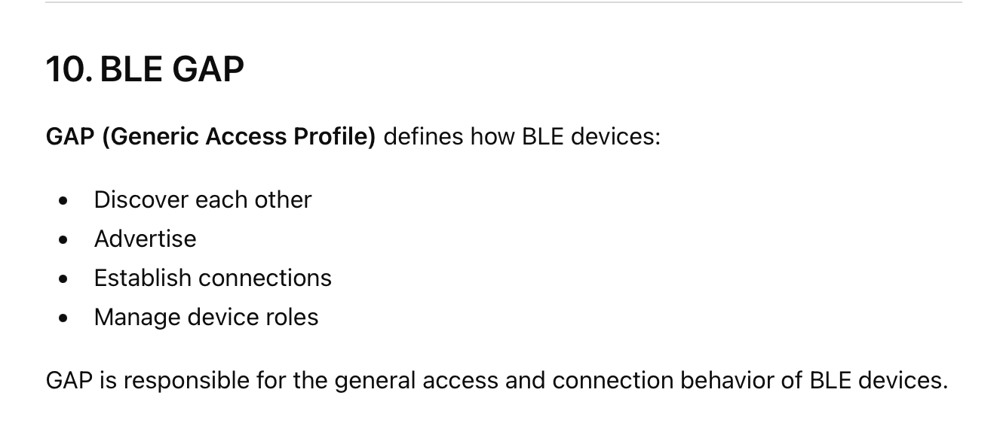 10. BLE GAP
GAP (Generic Access Profile) defines how BLE devices:
• Discover each other
• Advertise
• Establish connections
• Manage device roles
GAP is responsible for the general access and connection behavior of BLE devices.